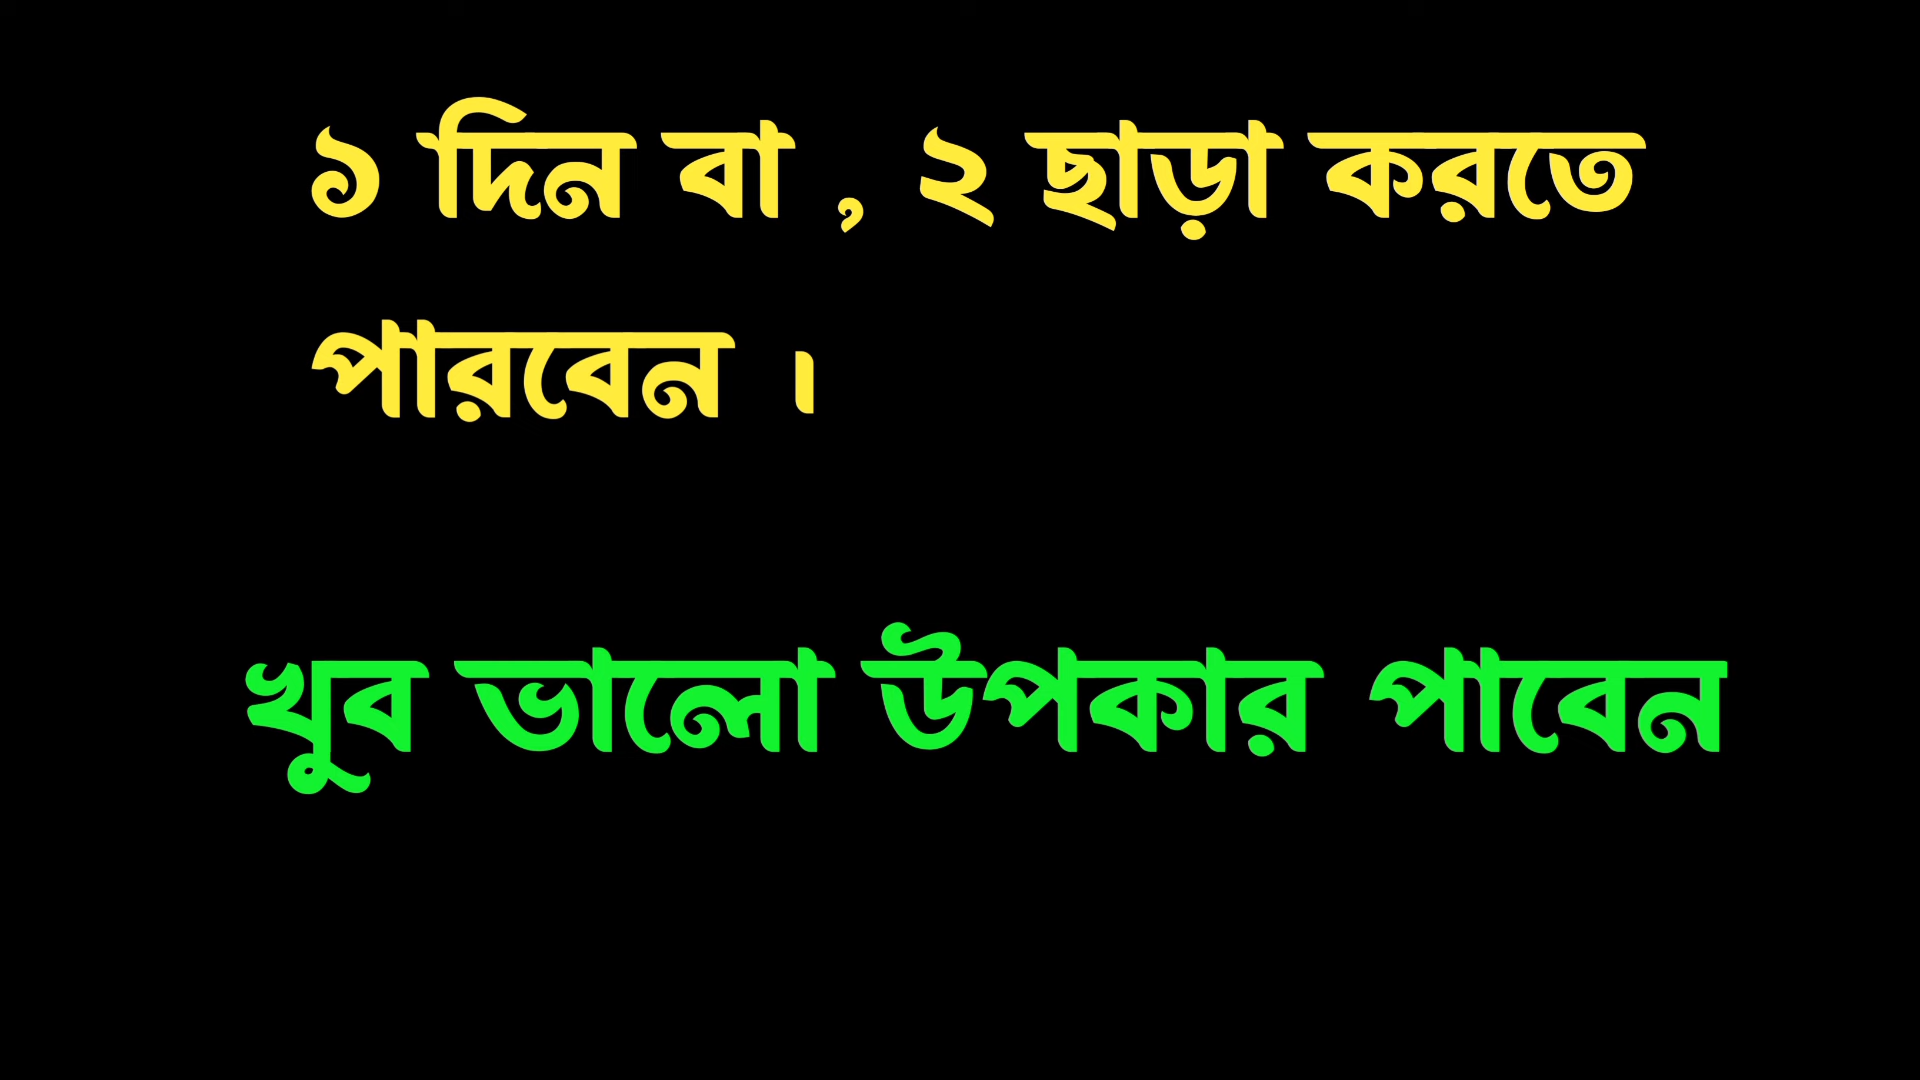 ১ দিন বা , ২ ছাড়া করতে
পারবেন ।
খুব ভালো উপকার পাবেন